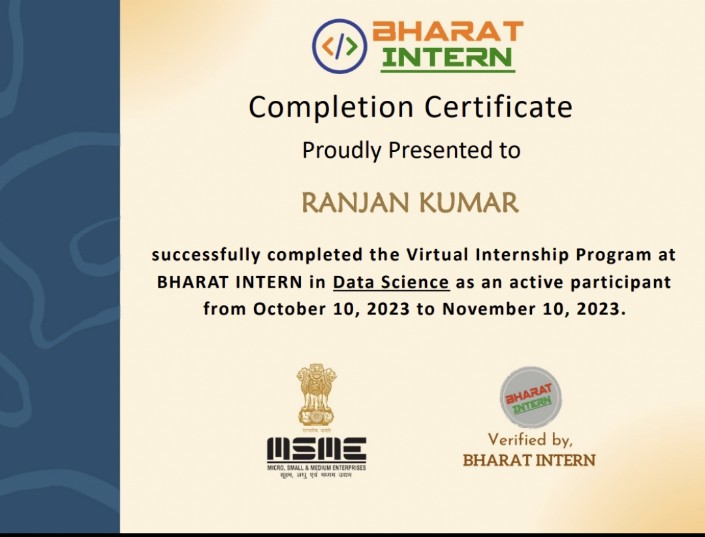 </>
BHARAT
INTERN
Completion Certificate
Proudly Presented to
RANJAN KUMAR
successfully completed the Virtual Internship Program at
BHARAT INTERN in Data Science as an active participant
from October 10, 2023 to November 10, 2023.
सत्यमेव जयते
MSME
MICRO, SMALL & MEDIUM ENTERPRISES
सूक्ष्म, लघु एवं मध्यम उद्यम
BHARAT
INTERN
Verified by,
BHARAT INTERN